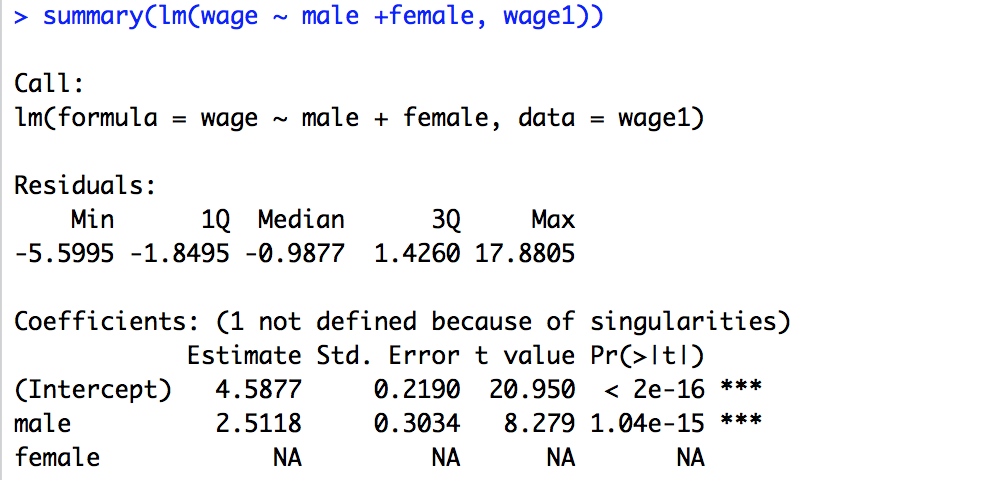 > summary(lm(wage ~ male +female, wage1))
Call:
lm(formula = wage ~ male + female, data = wage1)
Residuals:
Min 1Q Median 3Q Max
-5.5995 -1.8495 -0.9877 1.4260 17.8805
Coefficients: (1 not defined because of singularities)
Estimate Std. Error t value Pr(>|t|)
(Intercept) 4.5877 0.2190 20.950 < 2e-16 ***
male 2.5118 0.3034 8.279 1.04e-15 ***
female NA NA NA NA